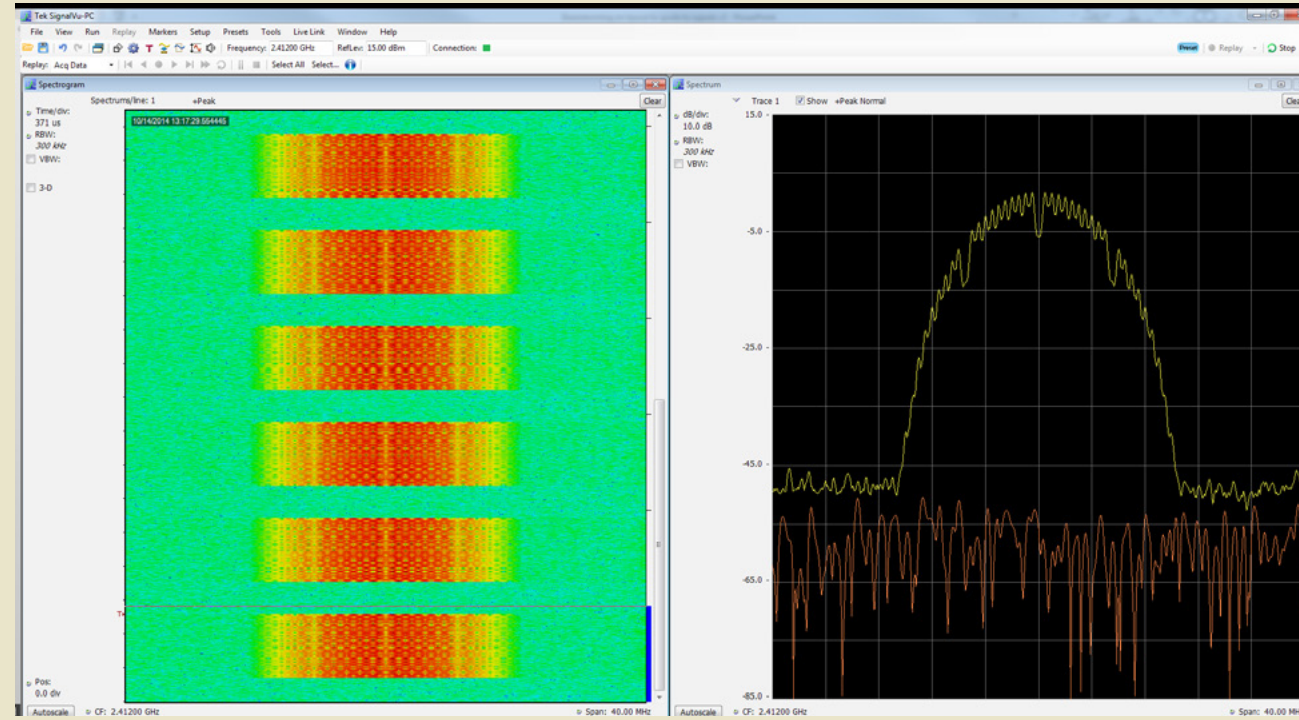 Tek SignalVu-PC
File View Run Replay Markers Setup Presets Tools Live Link Window Help
Frequency: 2.41200 GHz RefLev: 15.00 dBm Connection: Preset Replay Stop
Replay: Acq Data Select All Select...
Spectrogram
Spectrums/line: 1 +Peak Clear
Time/div:
371 us
RBW:
300 kHz
VBW:
3-D
10/14/2014 13:17:29.554445
T
Pos:
0.0 div
Autoscale CF: 2.41200 GHz Span: 40.00 MHz
Spectrum
Trace 1 Show +Peak Normal Clea
dB/div:
10.0 dB
RBW:
300 kHz
VBW:
15.0
-5.0
-25.0
-45.0
-65.0
-85.0
Autoscale CF: 2.41200 GHz Span: 40.00 MH